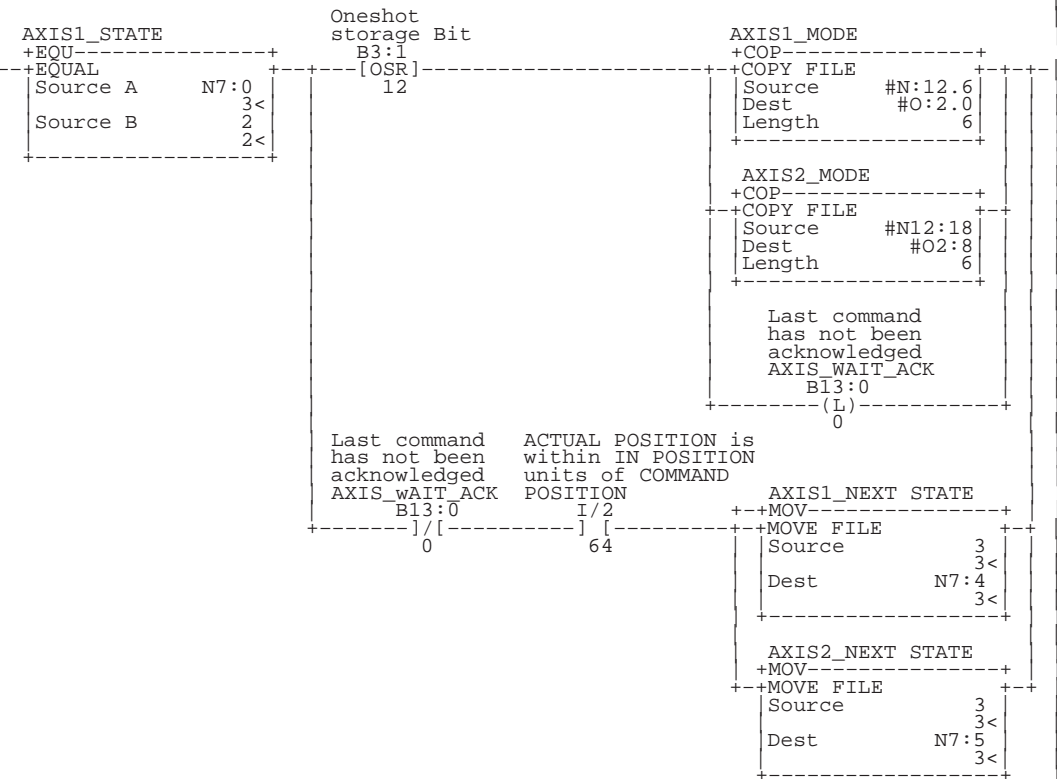 Oneshot
AXIS1_STATE storage Bit AXIS1_MODE
+EQU---------------+ B3:1 +COP---------------+
--+EQUAL +--+----[OSR]------------------------+-+COPY FILE +-+-+-
|Source A N7:0 | | 12 | |Source #N:12.6| | |
| 3<| | | |Dest #O:2.0| | |
|Source B 2 | | | |Length 6| | |
| 2<| | | +------------------+ | |
+------------------+
AXIS2_MODE
+COP---------------+
+-+COPY FILE +-+
|Source #N12:18|
|Dest #O2:8|
|Length 6|
+------------------+
Last command
has not been
acknowledged
AXIS_WAIT_ACK
B13:0
+--------(L)-----------+
0
Last command ACTUAL POSITION is
has not been within IN POSITION
acknowledged units of COMMAND
AXIS_wAIT_ACK POSITION AXIS1_NEXT STATE
B13:0 I/2 +-+MOV----------------+
+-------]/[----------] [---------+-+MOVE FILE +-+
0 64 |Source 3 |
| 3<|
|Dest N7:4 |
| 3<|
+------------------+
AXIS2_NEXT STATE
+MOV---------------+
+-+MOVE FILE +-+
|Source 3 |
| 3<|
|Dest N7:5 |
| 3<|
+------------------+